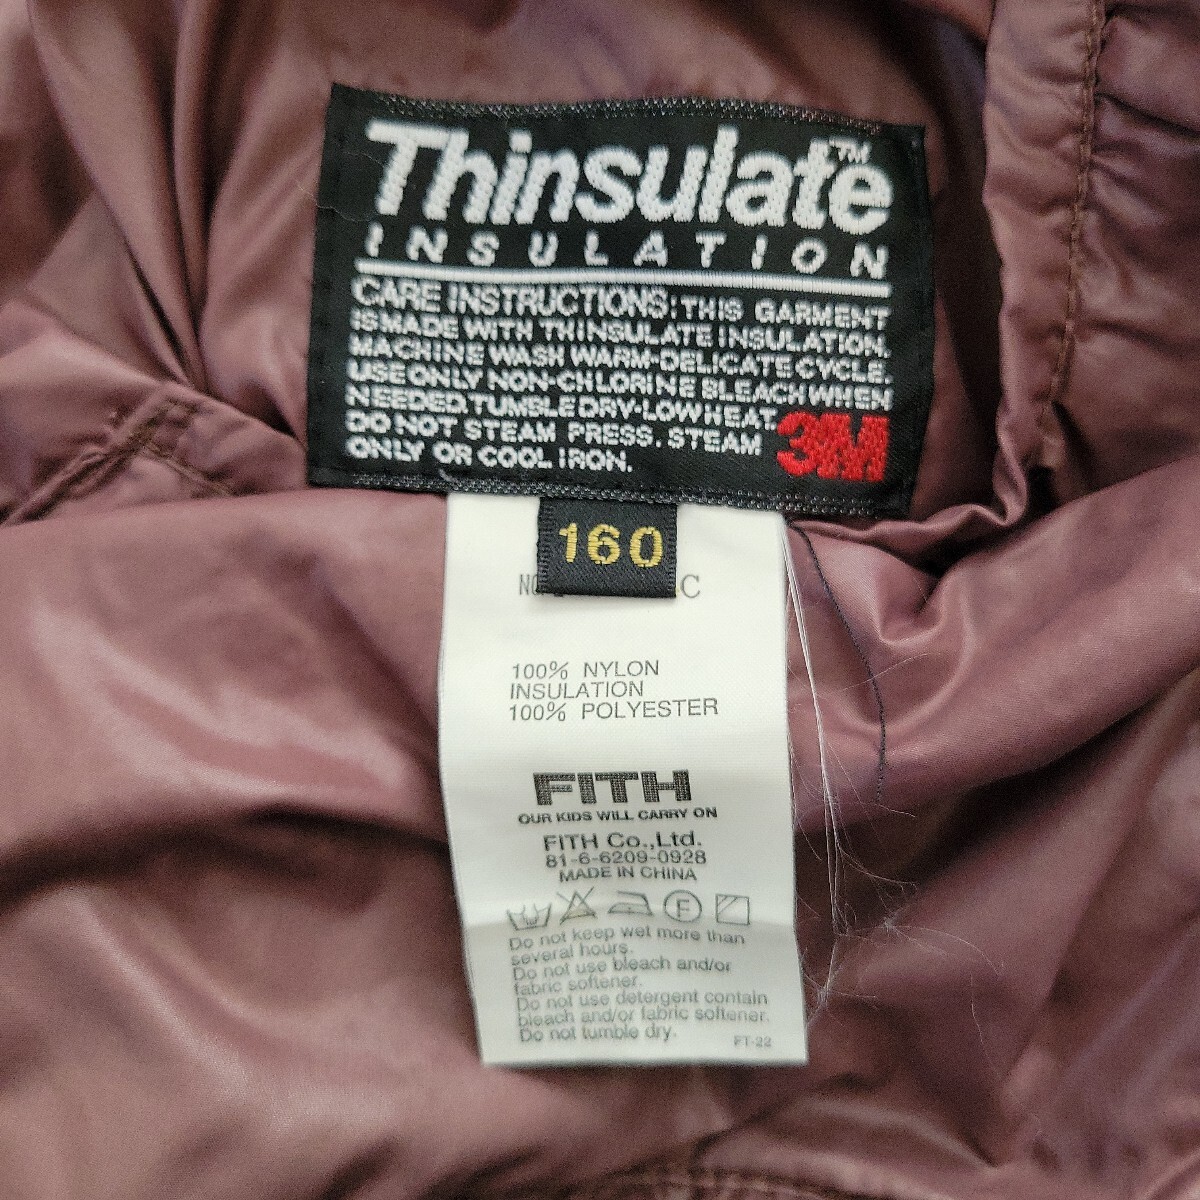 Thinsulate™
INSULATION
CARE INSTRUCTIONS: THIS GARMENT
IS MADE WITH THINSULATE INSULATION.
MACHINE WASH WARM-DELICATE CYCLE.
USE ONLY NON-CHLORINE BLEACH WHEN
NEEDED TUMBLE DRY-LOW HEAT.
DO NOT STEAM PRESS. STEAM
ONLY OR COOL IRON.
3M
160
C
100% NYLON
INSULATION
100% POLYESTER
FITH
OUR KIDS WILL CARRY ON
FITH Co.,Ltd.
81-6-6209-0928
MADE IN CHINA
F
Do not keep wet more than
several hours.
Do not use bleach and/or
fabric softener.
Do not use detergent contain
bleach and/or fabric softener.
Do not tumble dry.
FT-22